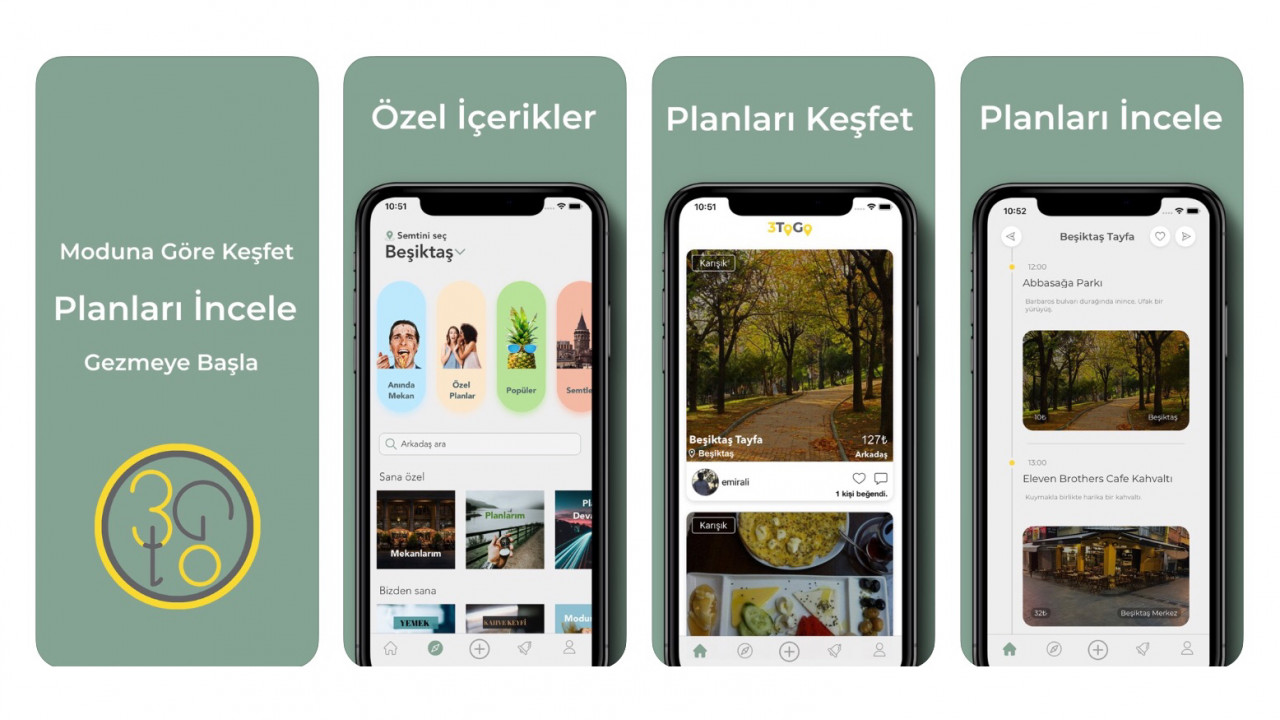 Moduna Göre Keşfet
Planları İncele
Gezmeye Başla
3G
to
Özel İçerikler
10:51
Semtini seç
Beşiktaş
Anında
Mekan
Özel
Planlar
Popüler
Semtle
Arkadaş ara
Sana özel
Mekanlarım
Planlarım
Pl
Deva
Bizden sana
YEMEK
KAHVE KEYFİ
Modu
Planları Keşfet
10:51
3ToGo
Karışık
Beşiktaş Tayfa
127₺
Beşiktaş
Arkadaş
emirali
1 kişi beğendi.
Karışık
Planları İncele
10:52
Beşiktaş Tayfa
12:00
Abbasağa Parkı
Barbaros bulvarı durağında inince. Ufak bir
yürüyüş.
10₺
Beşiktaş
13:00
Eleven Brothers Cafe Kahvaltı
Kuymakla birlikte harika bir kahvaltı.
32₺
Beşiktaş Merkez